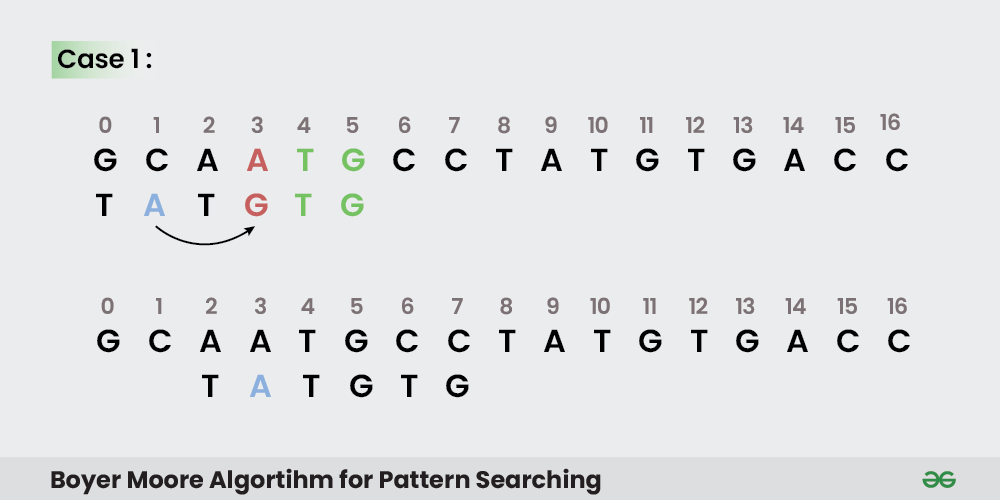 Case 1 :
0 1 2 3 4 5 6 7 8 9 10 11 12 13 14 15 16
G C A A T G C C T A T G T G A C C
T A T G T G
0 1 2 3 4 5 6 7 8 9 10 11 12 13 14 15 16
G C A A T G C C T A T G T G A C C
T A T G T G
Boyer Moore Algortihm for Pattern Searching